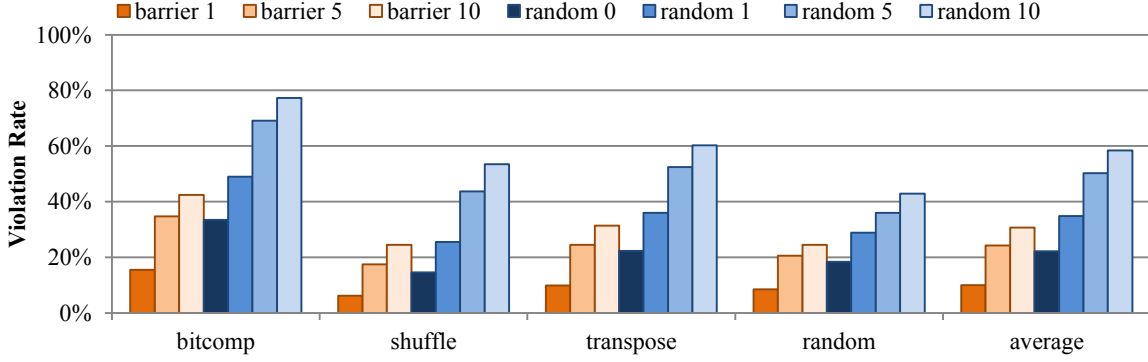 barrier 1 barrier 5 barrier 10 random 0 random 1 random 5 random 10
Violation Rate
100%
80%
60%
40%
20%
0%
bitcomp shuffle transpose random average